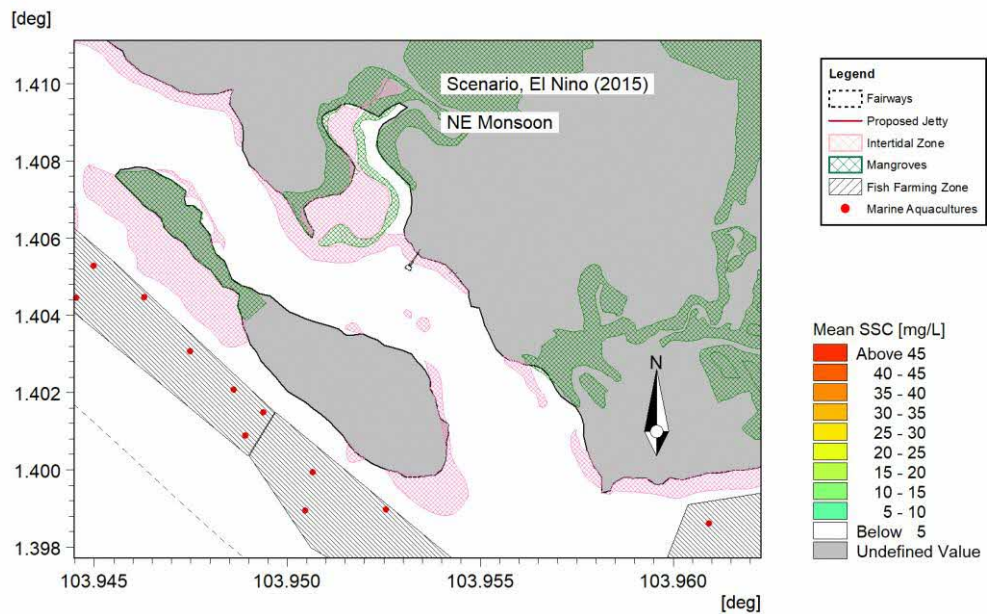 [deg]
1.410
1.408
1.406
1.404
1.402
1.400
1.398
103.945
103.950
103.955
103.960
[deg]
Scenario, El Nino (2015)
NE Monsoon
N
Legend
Fairways
Proposed Jetty
Intertidal Zone
Mangroves
Fish Farming Zone
Marine Aquacultures
Mean SSC [mg/L]
Above 45
40 - 45
35 - 40
30 - 35
25 - 30
20 - 25
15 - 20
10 - 15
5 - 10
Below 5
Undefined Value